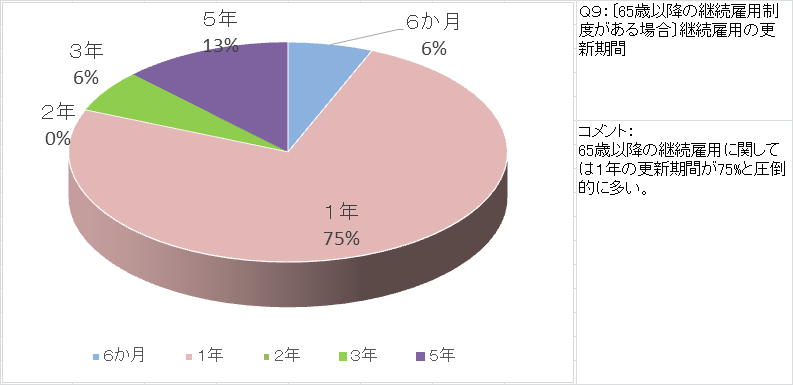 5年
13%
6か月
6%
3年
6%
2年
0%
1年
75%
6か月
1年
2年
3年
5年
Q9：［65歳以降の継続雇用制
度がある場合］継続雇用の更
新期間
コメント：
65歳以降の継続雇用に関して
は1年の更新期間が75%と圧倒
的に多い。